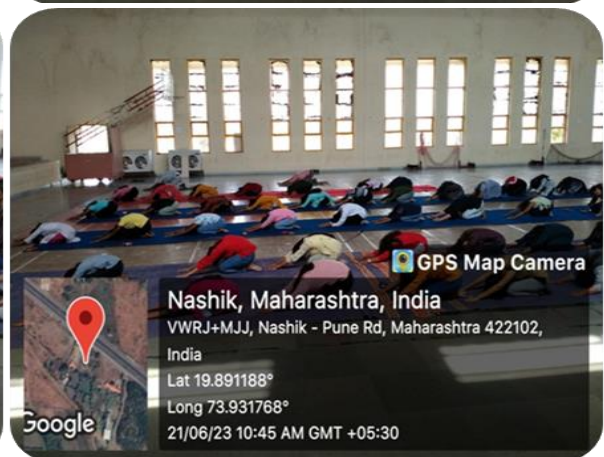 GPS Map Camera
Nashik, Maharashtra, India
VWRJ+MJJ, Nashik - Pune Rd, Maharashtra 422102,
India
Lat 19.891188°
Long 73.931768°
21/06/23 10:45 AM GMT +05:30
Google